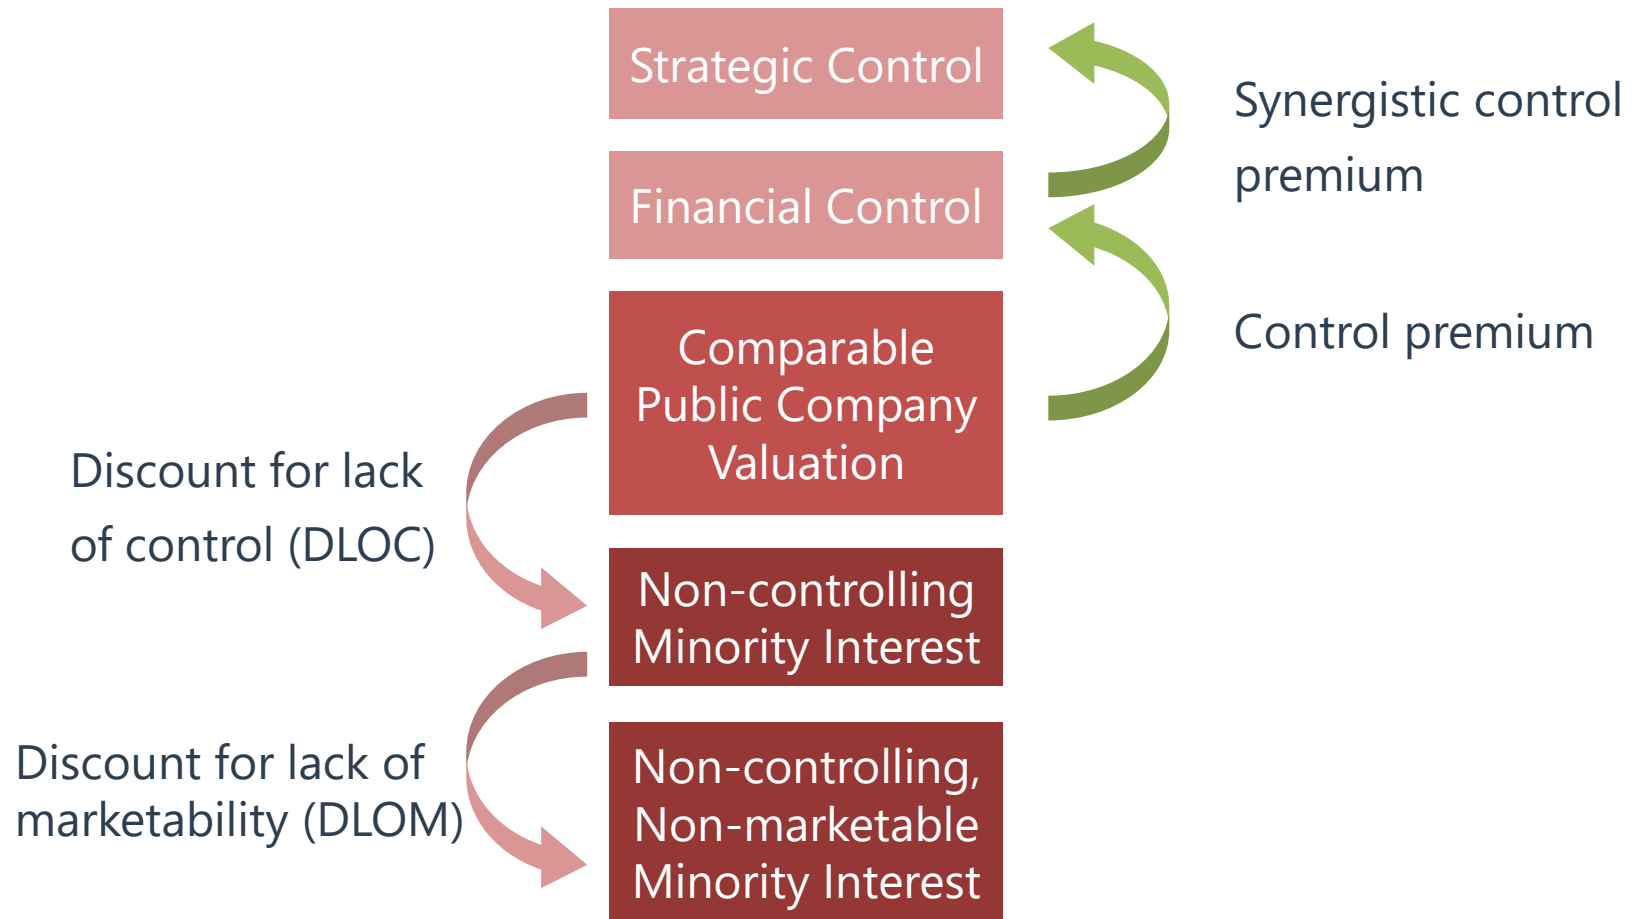 Strategic Control
Synergistic control
premium
Financial Control
Control premium
Comparable
Public Company
Valuation
Discount for lack
of control (DLOC)
Non-controlling
Minority Interest
Discount for lack of
marketability (DLOM)
Non-controlling,
Non-marketable
Minority Interest